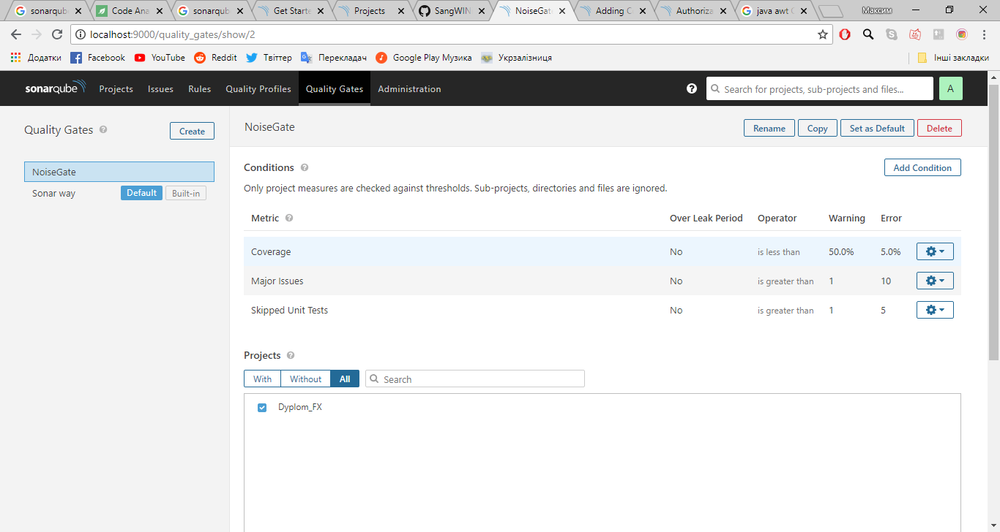 sonarqub
Code Ana
sonarqub
Get Starte
Projects
SangWIN
NoiseGat
Adding C
Authoriza
java awt
Максим
localhost:9000/quality_gates/show/2
Додатки Facebook YouTube Reddit Твіттер Перекладач Google Play Музика Укрзалізниця Інші закладки
sonarqube Projects Issues Rules Quality Profiles Quality Gates Administration ? Search for projects, sub-projects and files... A
Quality Gates ? Create
NoiseGate
Sonar way Default Built-in
NoiseGate Rename Copy Set as Default Delete
Conditions ? Add Condition
Only project measures are checked against thresholds. Sub-projects, directories and files are ignored.
Metric ? Over Leak Period Operator Warning Error
Coverage No is less than 50.0% 5.0%
Major Issues No is greater than 1 10
Skipped Unit Tests No is greater than 1 5
Projects ?
With Without All Search
Dyplom_FX